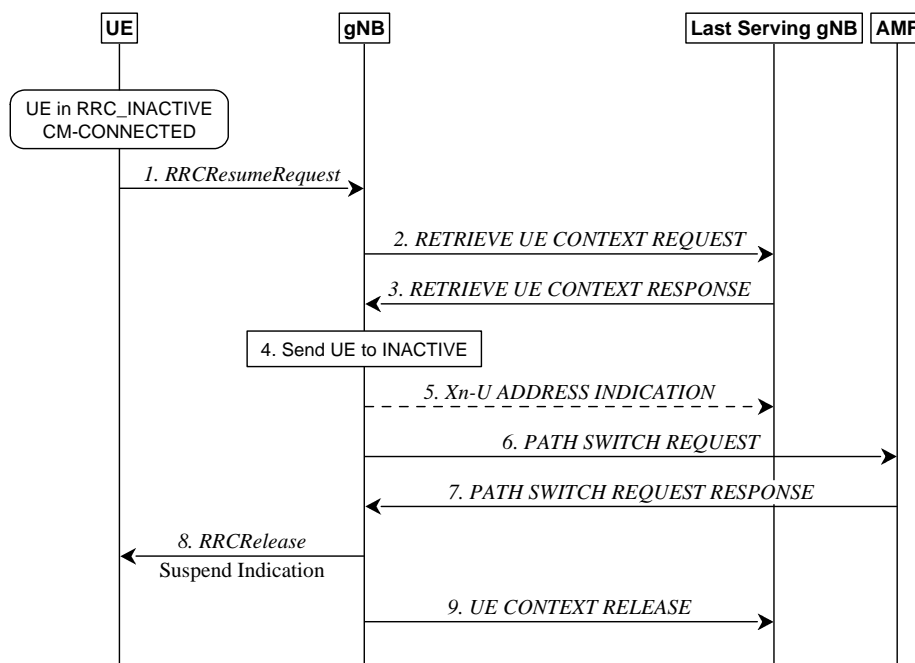 UE
gNB
Last Serving gNB
AMF
UE in RRC_INACTIVE
CM-CONNECTED
1. RRCResumeRequest
2. RETRIEVE UE CONTEXT REQUEST
3. RETRIEVE UE CONTEXT RESPONSE
4. Send UE to INACTIVE
5. Xn-U ADDRESS INDICATION
6. PATH SWITCH REQUEST
7. PATH SWITCH REQUEST RESPONSE
8. RRCRelease
Suspend Indication
9. UE CONTEXT RELEASE